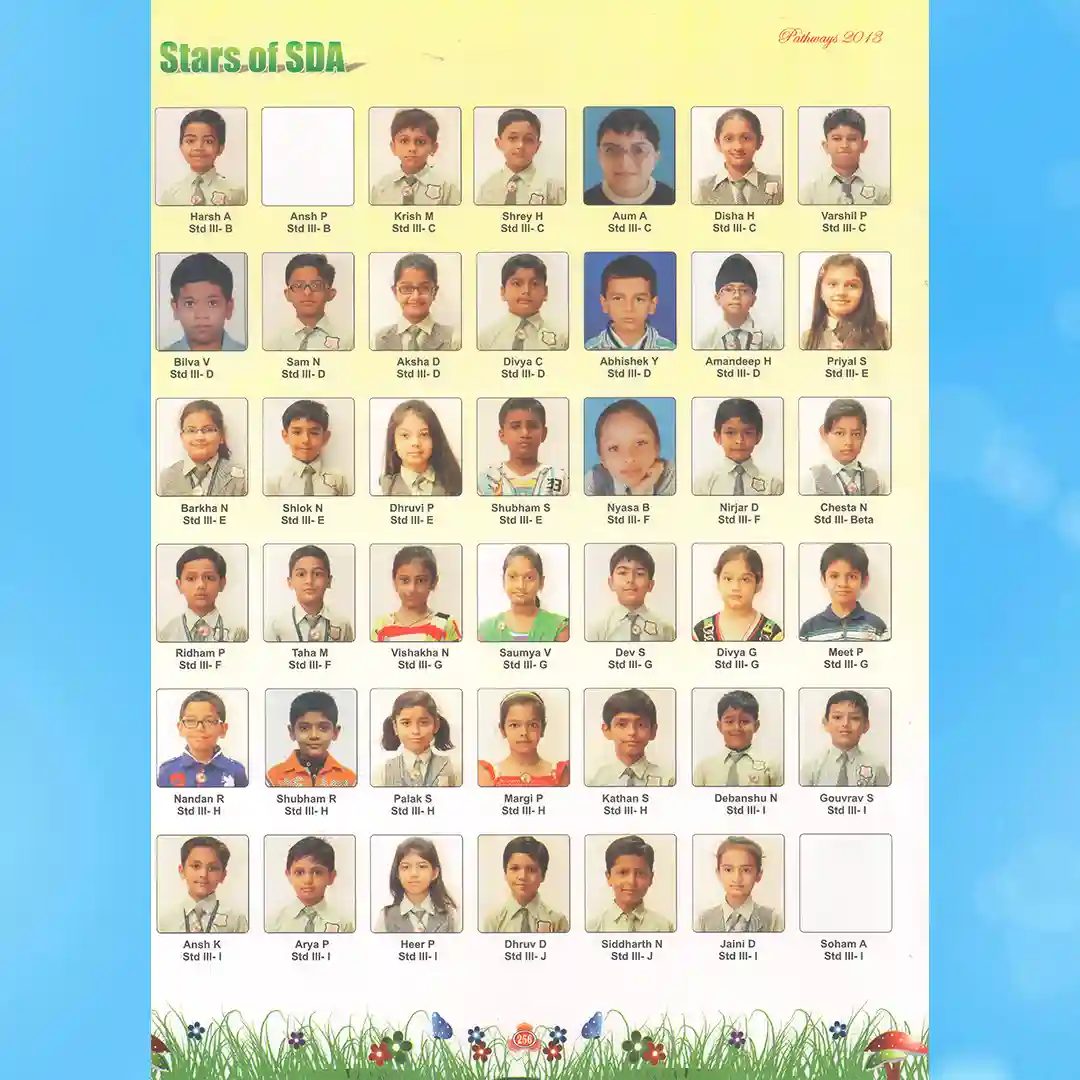 Pathways 2013
Stars of SDA
Harsh A Ansh P Krish M Shrey H Aum A Disha H Varshil P
Std III- B Std III- B Std III- C Std III- C Std III- C Std III- C Std III- C
Bilva V Sam N Aksha D Divya C Abhishek Y Amandeep H Priyal S
Std III- D Std III- D Std III- D Std III- D Std III- D Std III- D Std III- E
Barkha N Shlok N Dhruvi P Shubham S Nyasa B Nirjar D Chesta N
Std III- E Std III- E Std III- E Std III- E Std III- F Std III- F Std III- Beta
Ridham P Taha M Vishakha N Saumya V Dev S Divya G Meet P
Std III- F Std III- F Std III- G Std III- G Std III- G Std III- G Std III- G
Nandan R Shubham R Palak S Margi P Kathan S Debanshu N Gouvrav S
Std III- H Std III- H Std III- H Std III- H Std III- H Std III- I Std III- I
Ansh K Arya P Heer P Dhruv D Siddharth N Jaini D Soham A
Std III- I Std III- I Std III- I Std III- J Std III- J Std III- I Std III- I
256